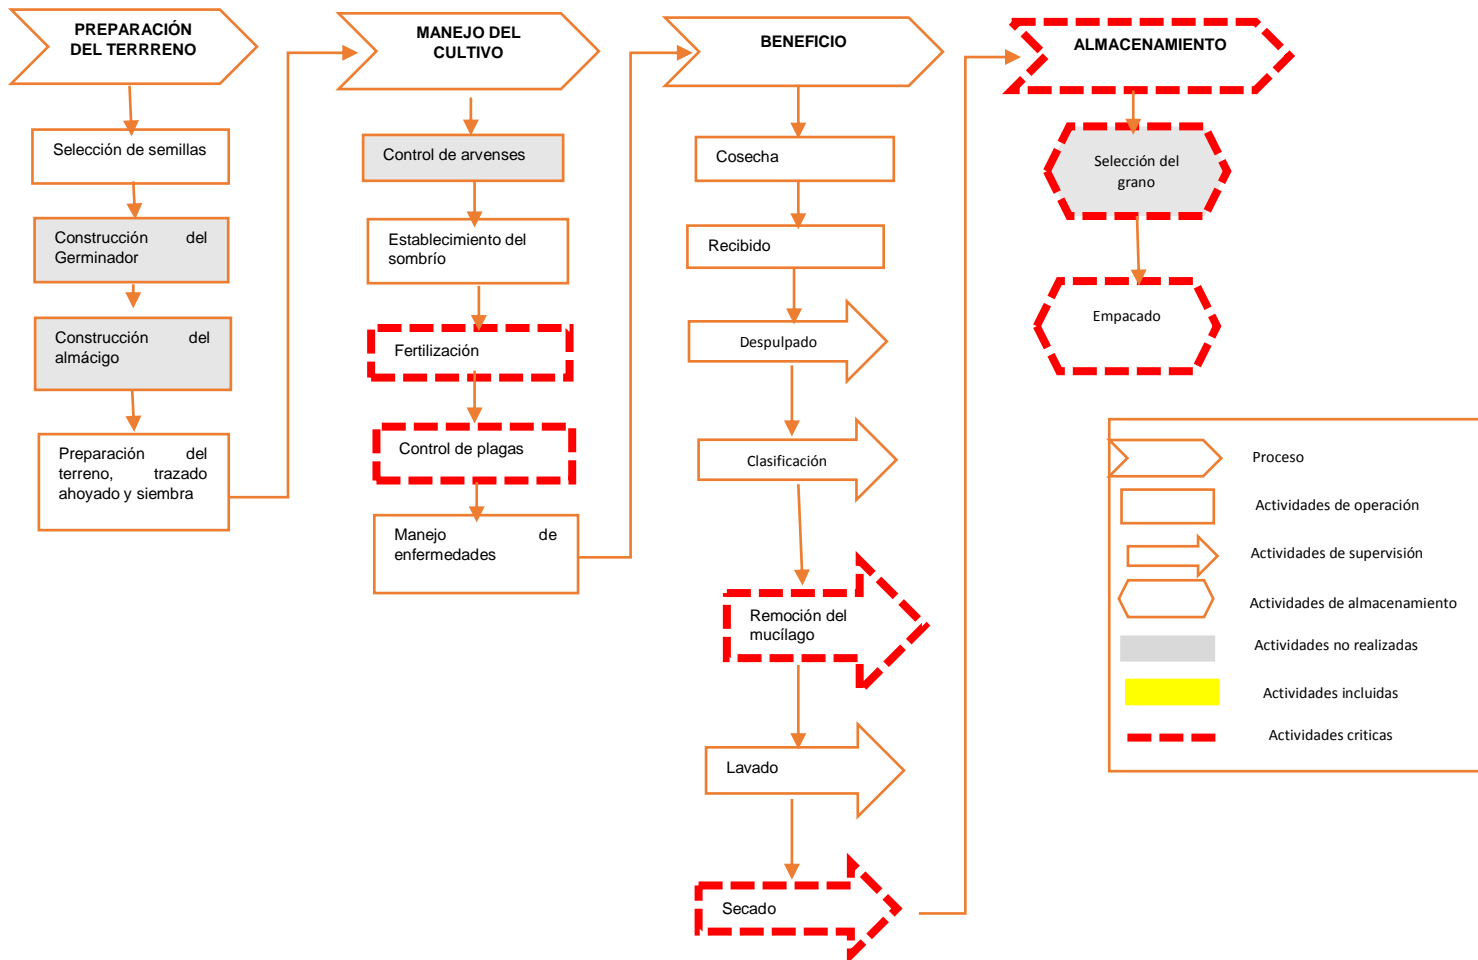 PREPARACIÓN
DEL TERRRENO
Selección de semillas
Construcción del
Germinador
Construcción del
almácigo
Preparación del
terreno, trazado
ahoyado y siembra
MANEJO DEL
CULTIVO
Control de arvenses
Establecimiento del
sombrío
Fertilización
Control de plagas
Manejo de
enfermedades
BENEFICIO
Cosecha
Recibido
Despulpado
Clasificación
Remoción del
mucílago
Lavado
Secado
ALMACENAMIENTO
Selección del
grano
Empacado
Proceso
Actividades de operación
Actividades de supervisión
Actividades de almacenamiento
Actividades no realizadas
Actividades incluidas
Actividades criticas